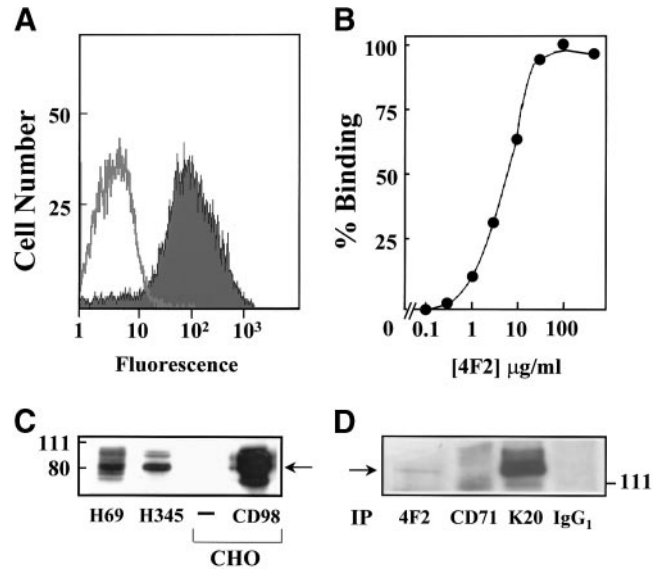 A
Cell Number
50
25
1 10 10² 10³
Fluorescence
B
% Binding
100
75
50
25
0 0.1 1 10 100
[4F2] µg/ml
C
111
80
H69 H345 – CD98
CHO
D
111
IP 4F2 CD71 K20 IgG₁